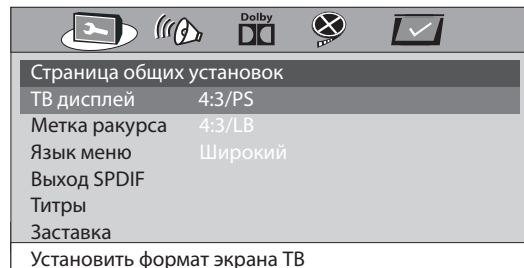 Dolby
Страница общих установок
ТВ дисплей 4:3/PS
Метка ракурса 4:3/LB
Язык меню Широкий
Выход SPDIF
Титры
Заставка
Установить формат экрана ТВ